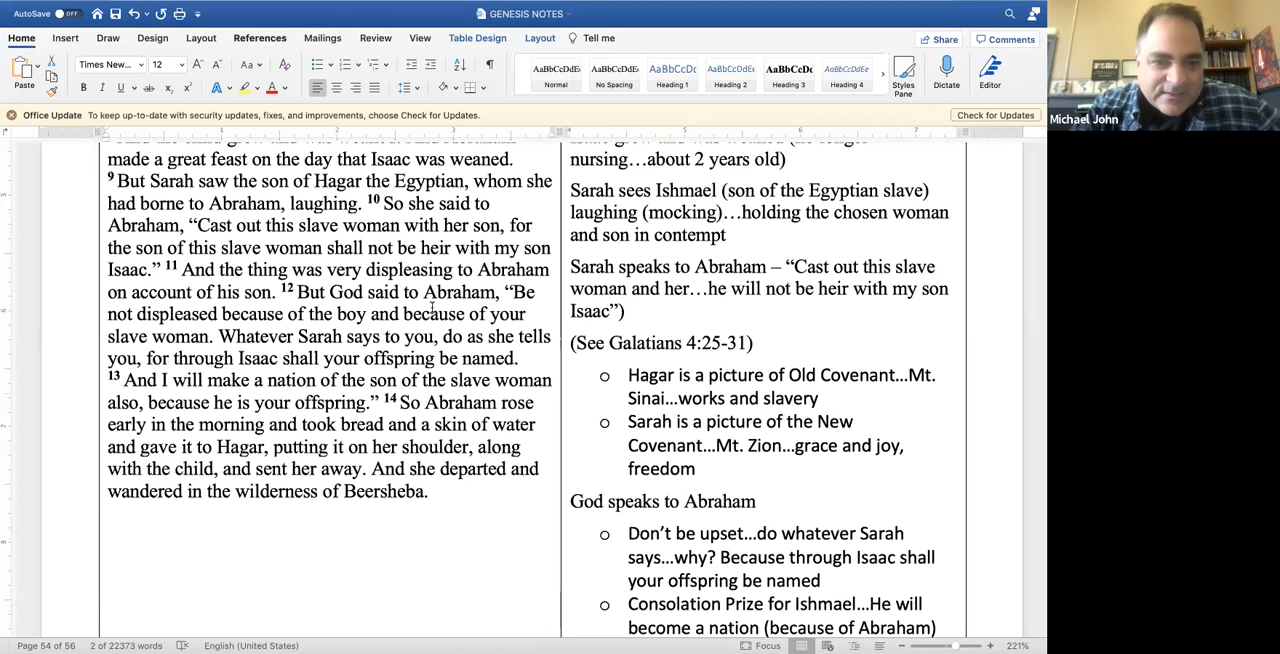 AutoSave OFF
GENESIS NOTES
Home Insert Draw Design Layout References Mailings Review View Table Design Layout Tell me
Share Comments
Paste
Times New... 12
AaBbCcDdEe AaBbCcDdEe AaBbCcDc AaBbCcDdEe AaBbCcDc AaBbCcDdEe
Normal No Spacing Heading 1 Heading 2 Heading 3 Heading 4
Styles Pane
Dictate
Editor
Michael John
Office Update To keep up-to-date with security updates, fixes, and improvements, choose Check for Updates.
Check for Updates
made a great feast on the day that Isaac was weaned.
9 But Sarah saw the son of Hagar the Egyptian, whom she
had borne to Abraham, laughing. 10 So she said to
Abraham, “Cast out this slave woman with her son, for
the son of this slave woman shall not be heir with my son
Isaac.” 11 And the thing was very displeasing to Abraham
on account of his son. 12 But God said to Abraham, “Be
not displeased because of the boy and because of your
slave woman. Whatever Sarah says to you, do as she tells
you, for through Isaac shall your offspring be named.
13 And I will make a nation of the son of the slave woman
also, because he is your offspring.” 14 So Abraham rose
early in the morning and took bread and a skin of water
and gave it to Hagar, putting it on her shoulder, along
with the child, and sent her away. And she departed and
wandered in the wilderness of Beersheba.
nursing...about 2 years old)
Sarah sees Ishmael (son of the Egyptian slave)
laughing (mocking)...holding the chosen woman
and son in contempt
Sarah speaks to Abraham – “Cast out this slave
woman and her...he will not be heir with my son
Isaac”)
(See Galatians 4:25-31)
o Hagar is a picture of Old Covenant...Mt.
Sinai...works and slavery
o Sarah is a picture of the New
Covenant...Mt. Zion...grace and joy,
freedom
God speaks to Abraham
o Don’t be upset...do whatever Sarah
says...why? Because through Isaac shall
your offspring be named
o Consolation Prize for Ishmael...He will
become a nation (because of Abraham)
Page 54 of 56 2 of 22373 words English (United States) Focus 221%